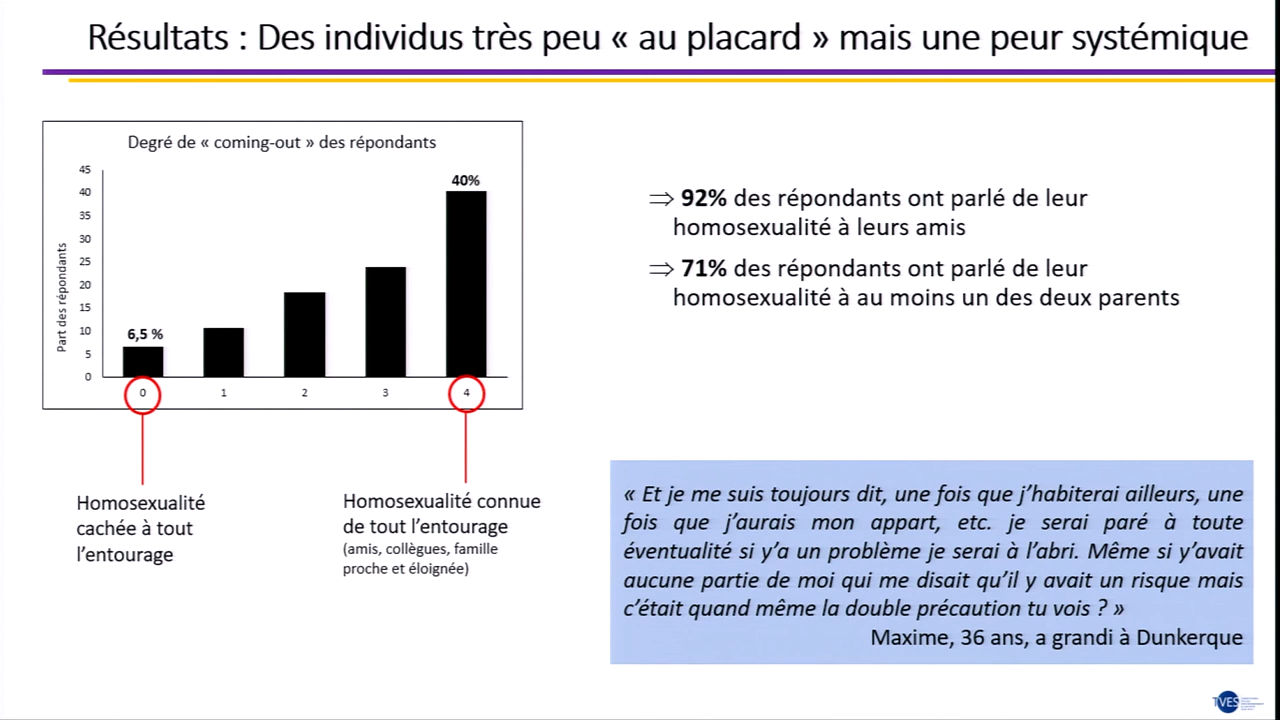 Résultats : Des individus très peu « au placard » mais une peur systémique
Degré de « coming-out » des répondants
Part des répondants
45
40
35
30
25
20
15
10
5
0
6,5 %
40%
0
1
2
3
4
Homosexualité
cachée à tout
l’entourage
Homosexualité connue
de tout l’entourage
(amis, collègues, famille
proche et éloignée)
⇒ 92% des répondants ont parlé de leur
homosexualité à leurs amis
⇒ 71% des répondants ont parlé de leur
homosexualité à au moins un des deux parents
« Et je me suis toujours dit, une fois que j’habiterai ailleurs, une
fois que j’aurais mon appart, etc. je serai paré à toute
éventualité si y’a un problème je serai à l’abri. Même si y’avait
aucune partie de moi qui me disait qu’il y avait un risque mais
c’était quand même la double précaution tu vois ? »
Maxime, 36 ans, a grandi à Dunkerque
TVES